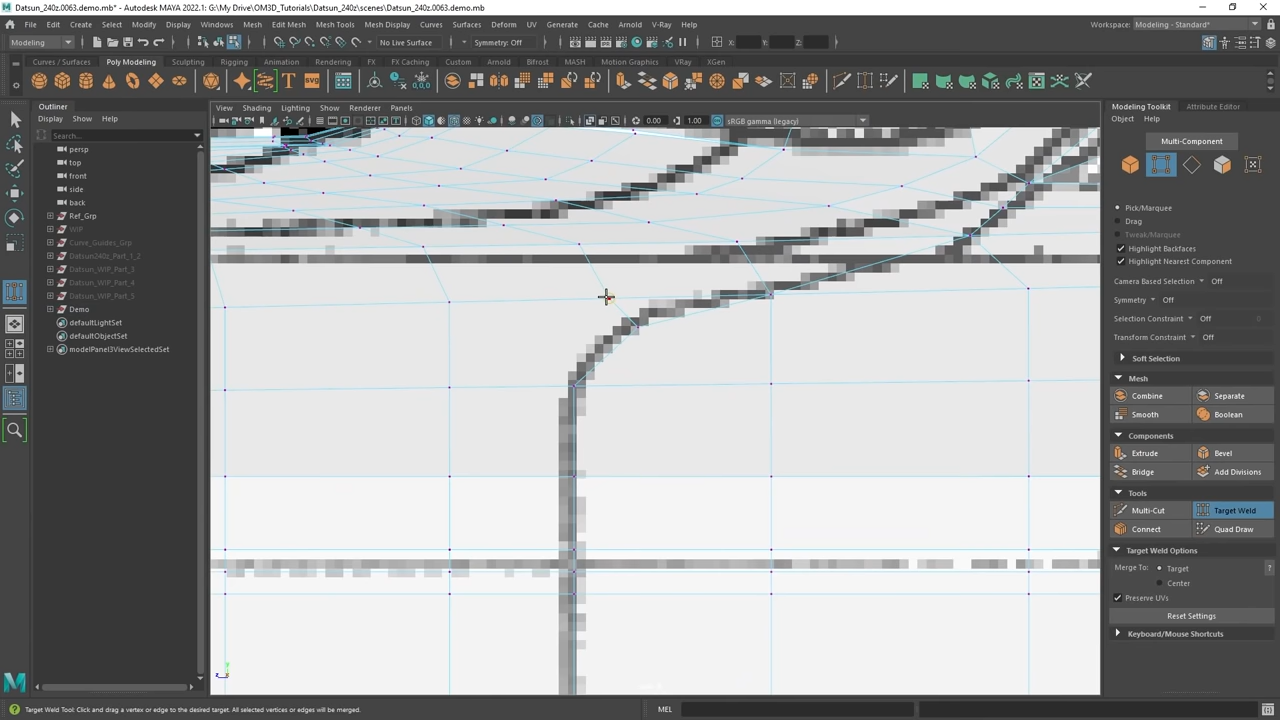 Datsun_240z.0063.demo.mb* - Autodesk MAYA 2022.1: G:\My Drive\OM3D_Tutorials\Datsun_240z\scenes\Datsun_240z.0063.demo.mb
File Edit Create Select Modify Display Windows Mesh Edit Mesh Mesh Tools Mesh Display Curves Surfaces Deform UV Generate Cache Arnold V-Ray Help
Workspace: Modeling - Standard*
Modeling No Live Surface Symmetry: Off X: Y: Z:
Curves / Surfaces Poly Modeling Sculpting Rigging Animation Rendering FX FX Caching Custom Arnold Bifrost MASH Motion Graphics VRay XGen
Outliner
Display Show Help
Search...
persp
top
front
side
back
Ref_Grp
WIP
Curve_Guides_Grp
Datsun240z_Part_1_2
Datsun_WIP_Part_3
Datsun_WIP_Part_4
Datsun_WIP_Part_5
Demo
defaultLightSet
defaultObjectSet
modelPanel3ViewSelectedSet
View Shading Lighting Show Renderer Panels
0.00 1.00 sRGB gamma (legacy)
Modeling Toolkit Attribute Editor
Object Help
Multi-Component
Pick/Marquee
Drag
Tweak/Marquee
Highlight Backfaces
Highlight Nearest Component
Camera Based Selection Off
Symmetry Off
Selection Constraint Off 0
Transform Constraint Off
Soft Selection
Mesh
Combine Separate
Smooth Boolean
Components
Extrude Bevel
Bridge Add Divisions
Tools
Multi-Cut Target Weld
Connect Quad Draw
Target Weld Options
Merge To: Target ?
Center
Preserve UVs
Reset Settings
Keyboard/Mouse Shortcuts
Target Weld Tool: Click and drag a vertex or edge to the desired target. All selected vertices or edges will be merged.
MEL